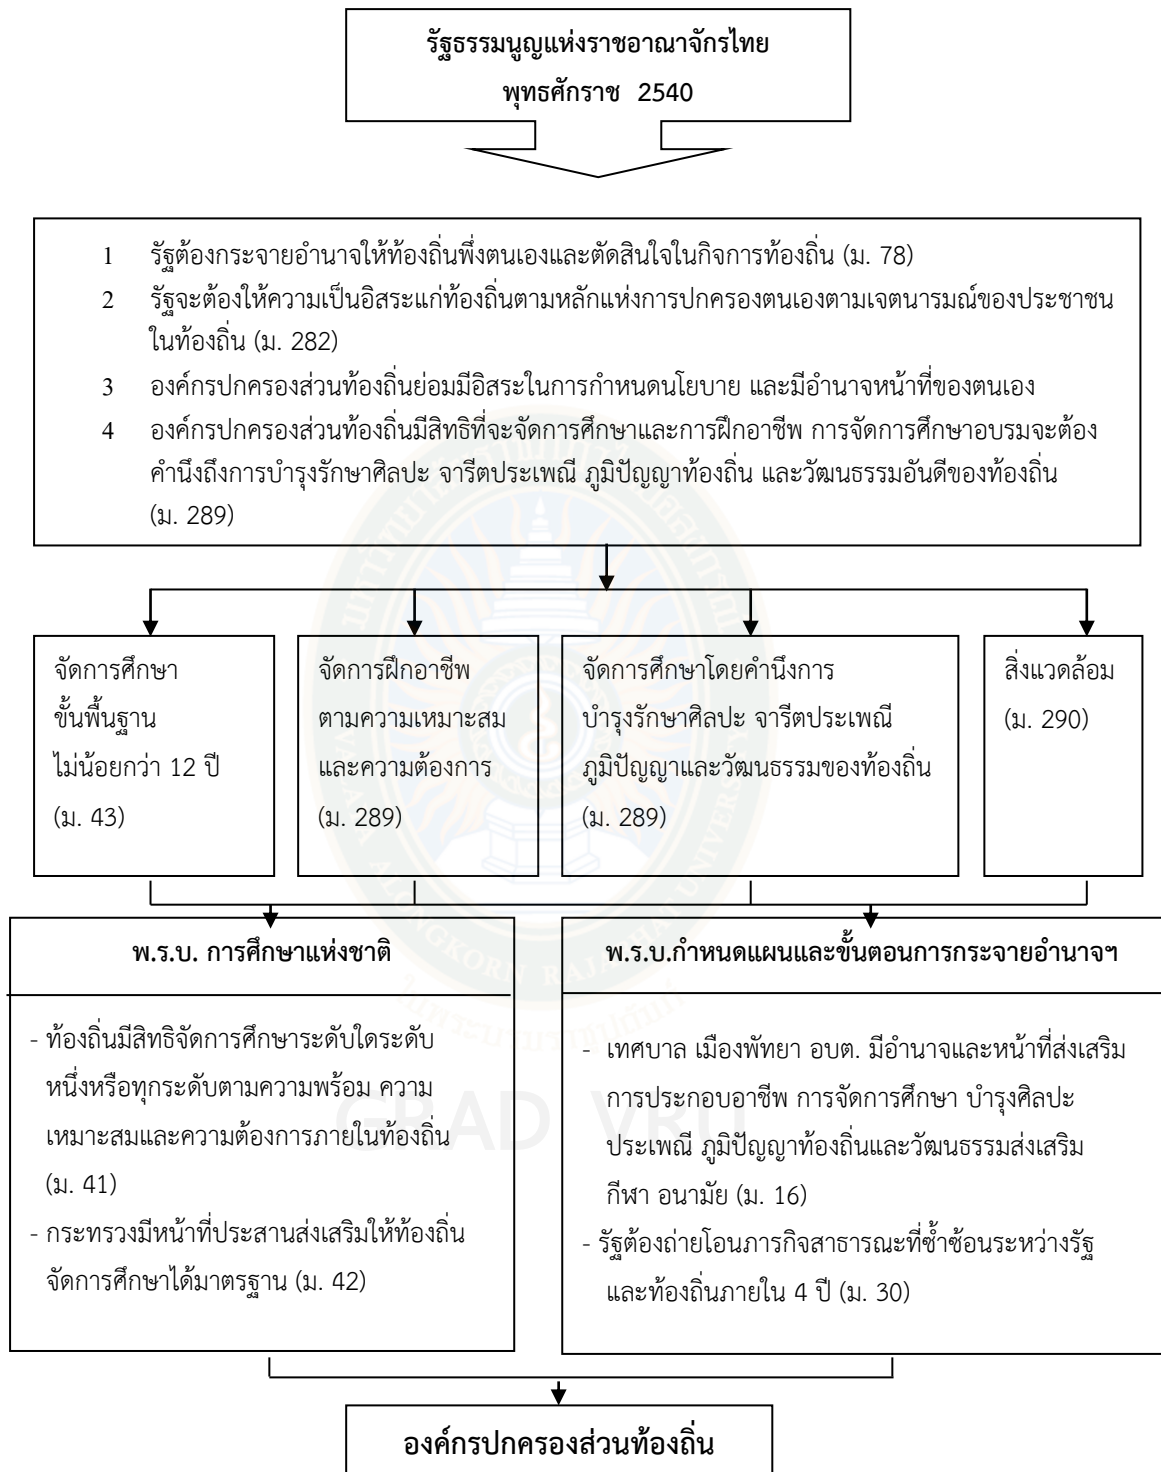 รัฐธรรมนูญแห่งราชอาณาจักรไทย
พุทธศักราช 2540
1 รัฐต้องกระจายอำนาจให้ท้องถิ่นพึ่งตนเองและตัดสินใจในกิจการท้องถิ่น (ม. 78)
2 รัฐจะต้องให้ความเป็นอิสระแก่ท้องถิ่นตามหลักแห่งการปกครองตนเองตามเจตนารมณ์ของประชาชน
ในท้องถิ่น (ม. 282)
3 องค์กรปกครองส่วนท้องถิ่นย่อมมีอิสระในการกำหนดนโยบาย และมีอำนาจหน้าที่ของตนเอง
4 องค์กรปกครองส่วนท้องถิ่นมีสิทธิที่จะจัดการศึกษาและการฝึกอาชีพ การจัดการศึกษาอบรมจะต้อง
คำนึงถึงการบำรุงรักษาศิลปะ จารีตประเพณี ภูมิปัญญาท้องถิ่น และวัฒนธรรมอันดีของท้องถิ่น
(ม. 289)
จัดการศึกษา
ขั้นพื้นฐาน
ไม่น้อยกว่า 12 ปี
(ม. 43)
จัดการฝึกอาชีพ
ตามความเหมาะสม
และความต้องการ
(ม. 289)
จัดการศึกษาโดยคำนึงการ
บำรุงรักษาศิลปะ จารีตประเพณี
ภูมิปัญญาและวัฒนธรรมของท้องถิ่น
(ม. 289)
สิ่งแวดล้อม
(ม. 290)
พ.ร.บ. การศึกษาแห่งชาติ
- ท้องถิ่นมีสิทธิจัดการศึกษาระดับใดระดับ
หนึ่งหรือทุกระดับตามความพร้อม ความ
เหมาะสมและความต้องการภายในท้องถิ่น
(ม. 41)
- กระทรวงมีหน้าที่ประสานส่งเสริมให้ท้องถิ่น
จัดการศึกษาได้มาตรฐาน (ม. 42)
พ.ร.บ.กำหนดแผนและขั้นตอนการกระจายอำนาจฯ
- เทศบาล เมืองพัทยา อบต. มีอำนาจและหน้าที่ส่งเสริม
การประกอบอาชีพ การจัดการศึกษา บำรุงศิลปะ
ประเพณี ภูมิปัญญาท้องถิ่นและวัฒนธรรมส่งเสริม
กีฬา อนามัย (ม. 16)
- รัฐต้องถ่ายโอนภารกิจสาธารณะที่ซ้ำซ้อนระหว่างรัฐ
และท้องถิ่นภายใน 4 ปี (ม. 30)
องค์กรปกครองส่วนท้องถิ่น
ในพระบรมราชูปถัมภ์
GRAD VRU